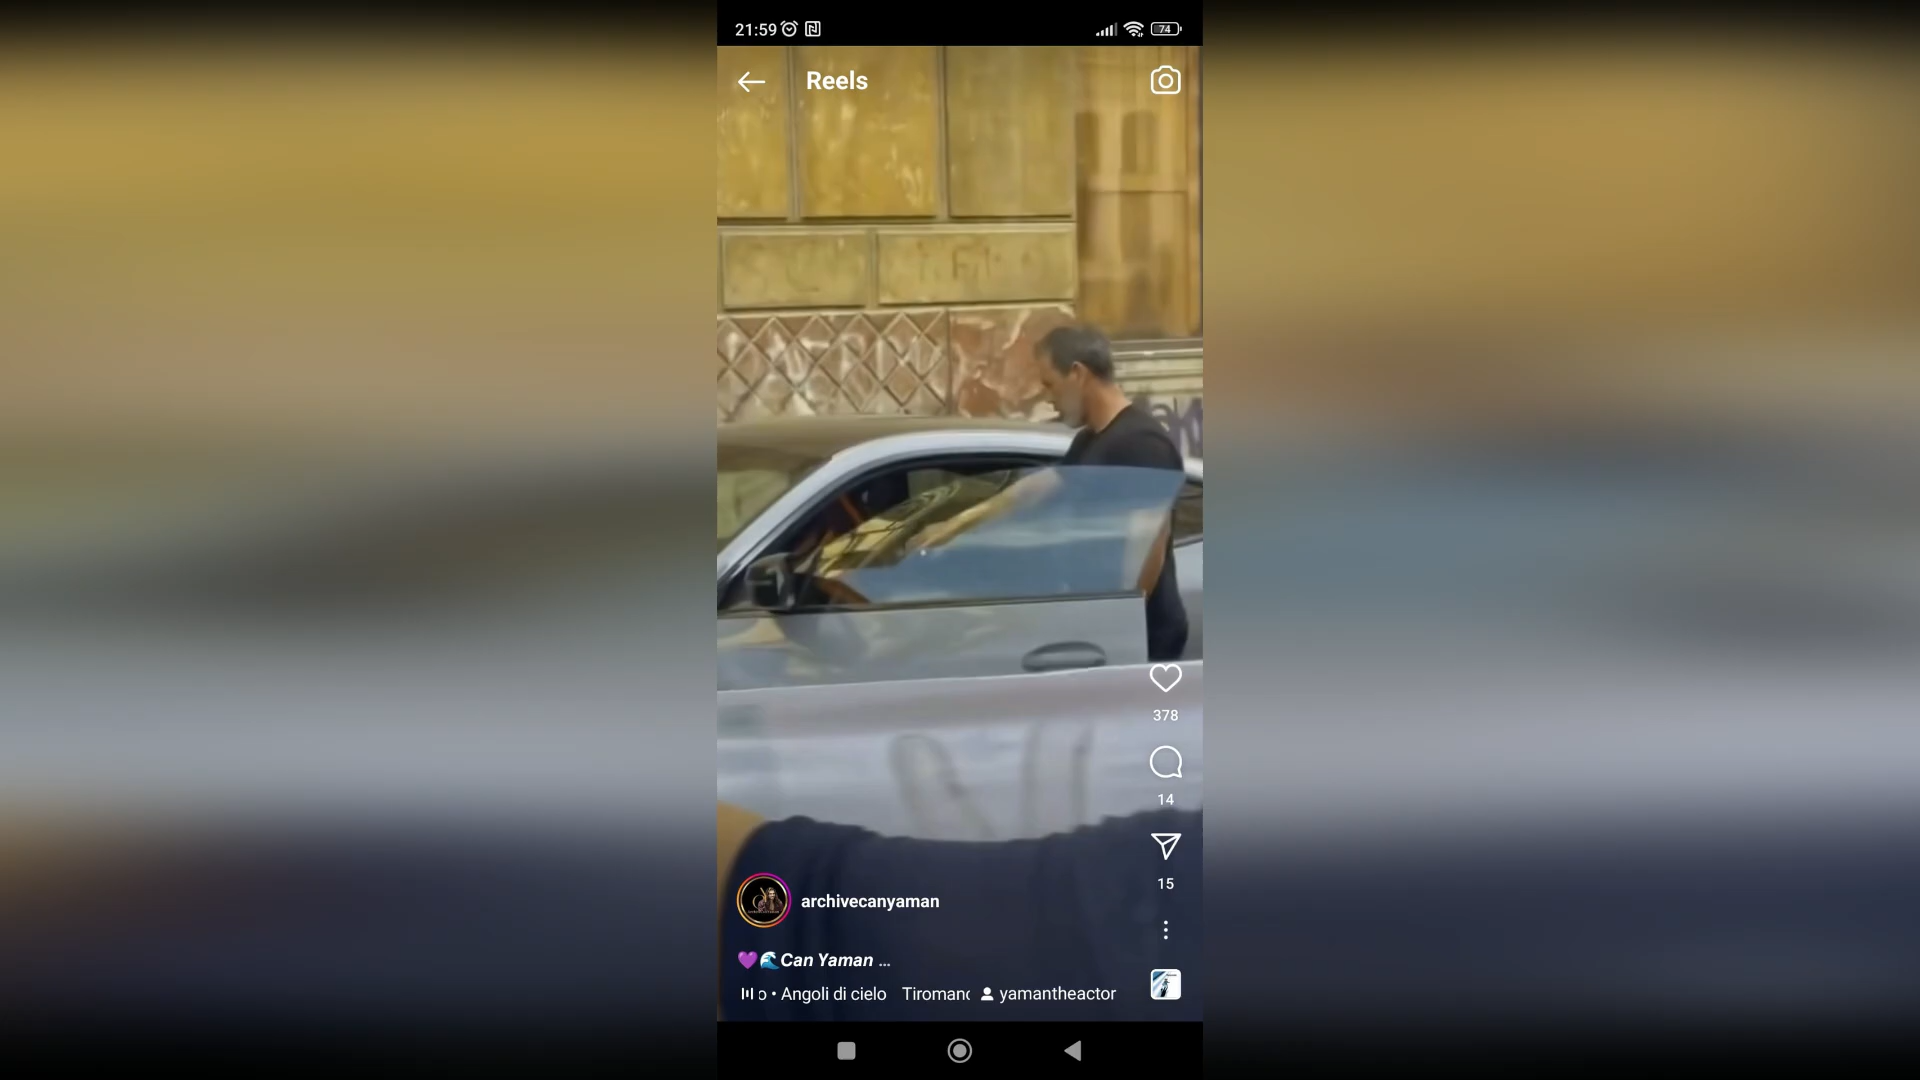 21:59
74
Reels
378
14
15
archivecanyaman
💜🌊Can Yaman ...
o • Angoli di cielo Tiromanc yamantheactor